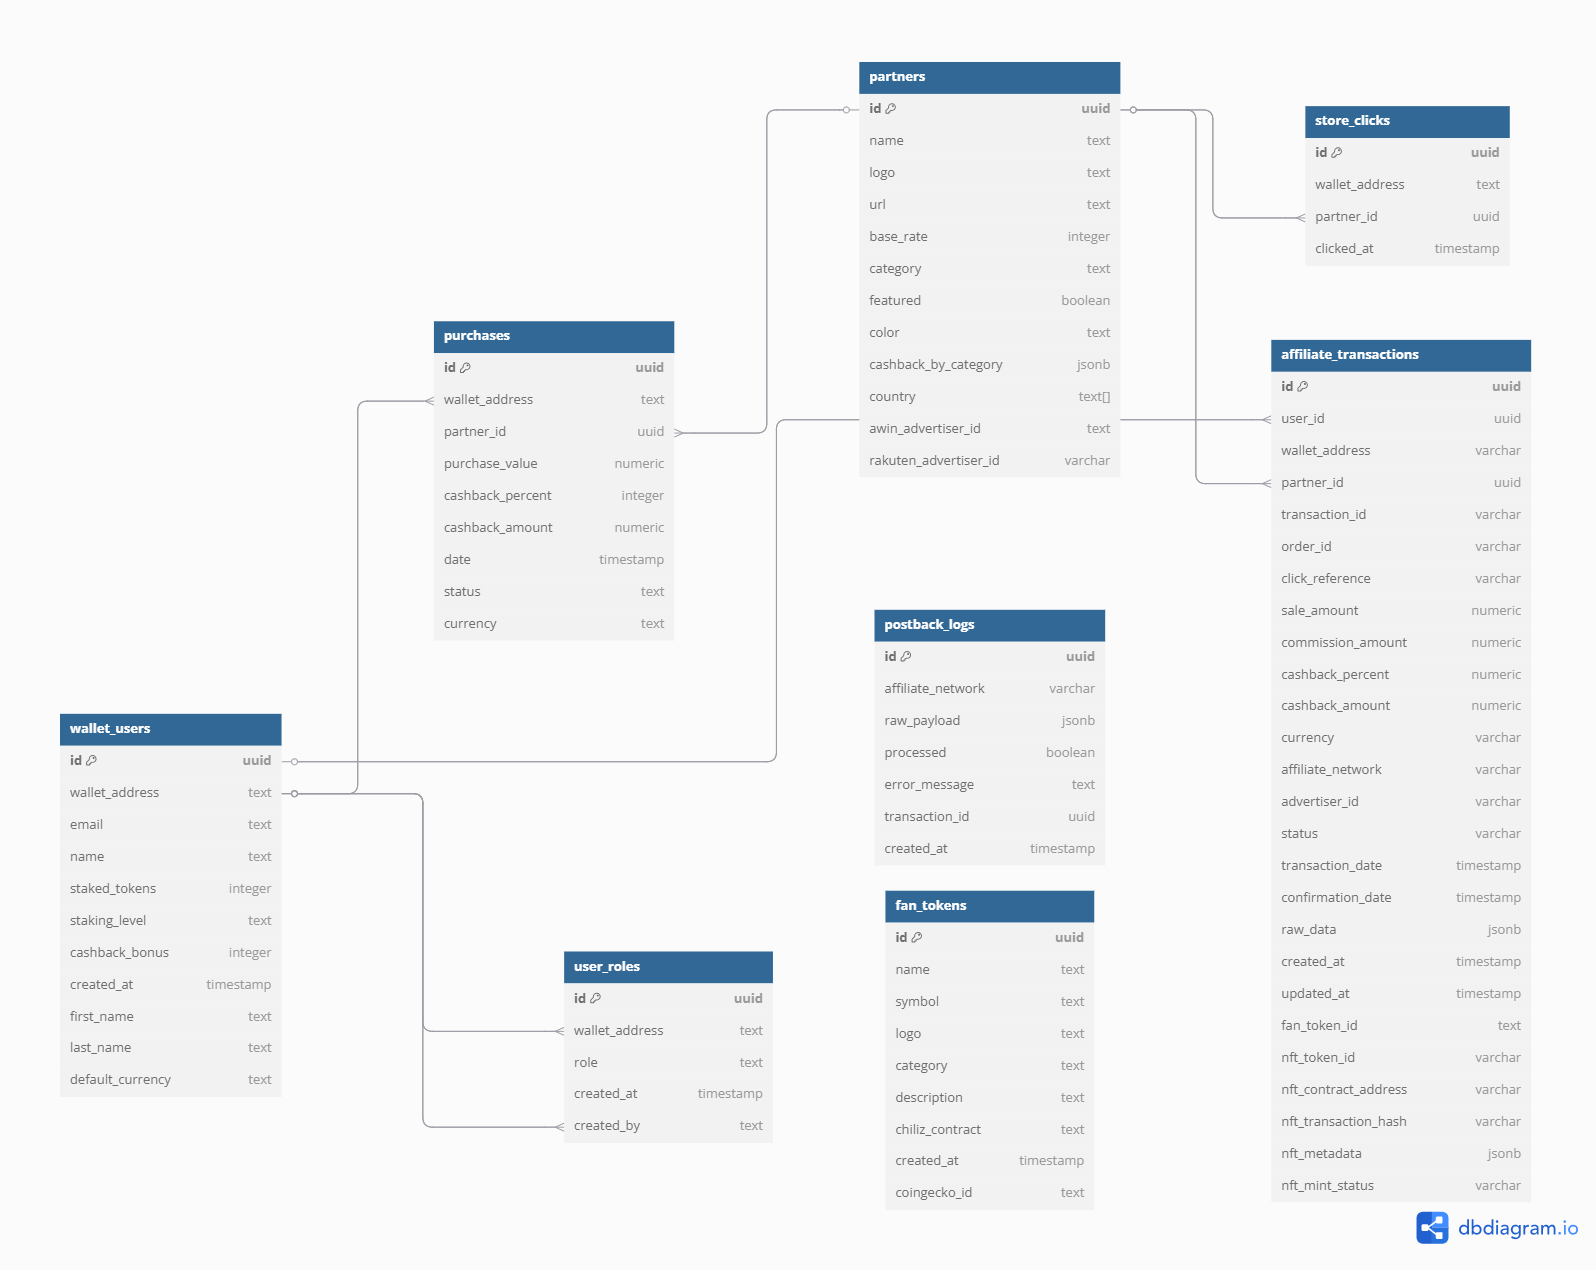 partners
id uuid
name text
logo text
url text
base_rate integer
category text
featured boolean
color text
cashback_by_category jsonb
country text[]
awin_advertiser_id text
rakuten_advertiser_id varchar
store_clicks
id uuid
wallet_address text
partner_id uuid
clicked_at timestamp
purchases
id uuid
wallet_address text
partner_id uuid
purchase_value numeric
cashback_percent integer
cashback_amount numeric
date timestamp
status text
currency text
affiliate_transactions
id uuid
user_id uuid
wallet_address varchar
partner_id uuid
transaction_id varchar
order_id varchar
click_reference varchar
sale_amount numeric
commission_amount numeric
cashback_percent numeric
cashback_amount numeric
currency varchar
affiliate_network varchar
advertiser_id varchar
status varchar
transaction_date timestamp
confirmation_date timestamp
raw_data jsonb
created_at timestamp
updated_at timestamp
fan_token_id text
nft_token_id varchar
nft_contract_address varchar
nft_transaction_hash varchar
nft_metadata jsonb
nft_mint_status varchar
postback_logs
id uuid
affiliate_network varchar
raw_payload jsonb
processed boolean
error_message text
transaction_id uuid
created_at timestamp
wallet_users
id uuid
wallet_address text
email text
name text
staked_tokens integer
staking_level text
cashback_bonus integer
created_at timestamp
first_name text
last_name text
default_currency text
user_roles
id uuid
wallet_address text
role text
created_at timestamp
created_by text
fan_tokens
id uuid
name text
symbol text
logo text
category text
description text
chiliz_contract text
created_at timestamp
coingecko_id text
dbdiagram.io